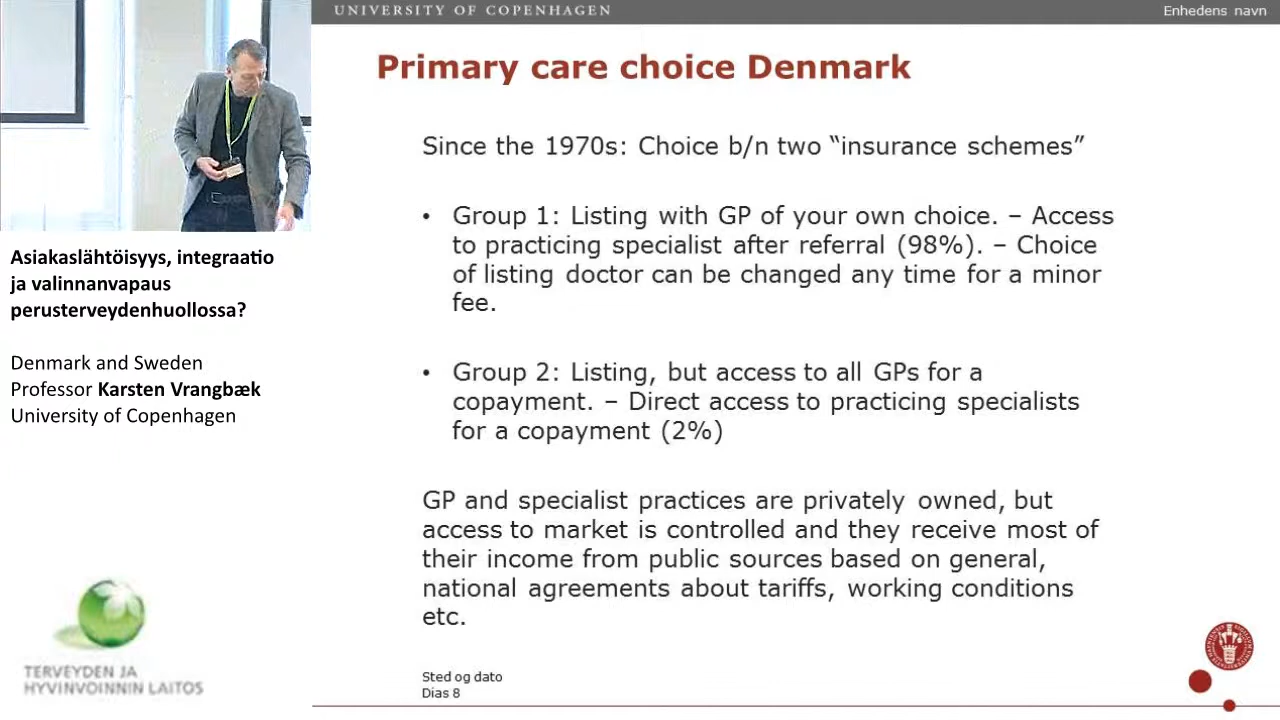 UNIVERSITY OF COPENHAGEN
Enhedens navn
Primary care choice Denmark
Since the 1970s: Choice b/n two “insurance schemes”
• Group 1: Listing with GP of your own choice. – Access
to practicing specialist after referral (98%). – Choice
of listing doctor can be changed any time for a minor
fee.
• Group 2: Listing, but access to all GPs for a
copayment. – Direct access to practicing specialists
for a copayment (2%)
GP and specialist practices are privately owned, but
access to market is controlled and they receive most of
their income from public sources based on general,
national agreements about tariffs, working conditions
etc.
Sted og dato
Dias 8
Asiakaslähtöisyys, integraatio
ja valinnanvapaus
perusterveydenhuollossa?
Denmark and Sweden
Professor Karsten Vrangbæk
University of Copenhagen
TERVEYDEN JA
HYVINVOINNIN LAITOS